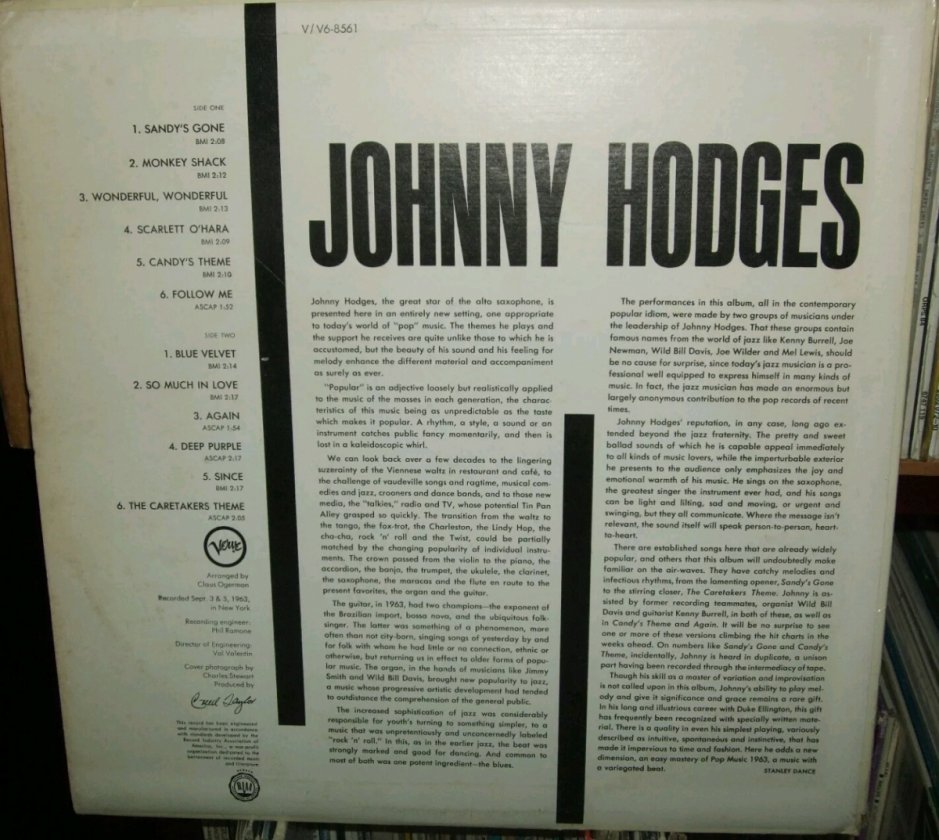 V/V6-8561
SIDE ONE
1. SANDY'S GONE
BMI 2:08
2. MONKEY SHACK
BMI 2:12
3. WONDERFUL, WONDERFUL
BMI 2:13
4. SCARLETT O'HARA
BMI 2:09
5. CANDY'S THEME
BMI 2:10
6. FOLLOW ME
ASCAP 1:52
SIDE TWO
1. BLUE VELVET
BMI 2:14
2. SO MUCH IN LOVE
BMI 2:17
3. AGAIN
ASCAP 1:54
4. DEEP PURPLE
ASCAP 2:17
5. SINCE
BMI 2:17
6. THE CARETAKERS THEME
ASCAP 2:05
Verve
Arranged by
Claus Ogerman
Recorded Sept. 3 & 5, 1963,
in New York
Recording engineer:
Phil Ramone
Director of Engineering:
Val Valentin
Cover photograph by
Charles Stewart
Produced by
Creed Taylor
This record has been engineered
and manufactured in accordance
with standards developed by the
Record Industry Association of
America, Inc., a non-profit
organization dedicated to the
betterment of recorded music
and literature.
RIAA
JOHNNY HODGES
Johnny Hodges, the great star of the alto saxophone, is
presented here in an entirely new setting, one appropriate
to today's world of "pop" music. The themes he plays and
the support he receives are quite unlike those to which he is
accustomed, but the beauty of his sound and his feeling for
melody enhance the different material and accompaniment
as surely as ever.
"Popular" is an adjective loosely but realistically applied
to the music of the masses in each generation, the charac-
teristics of this music being as unpredictable as the taste
which makes it popular. A rhythm, a style, a sound or an
instrument catches public fancy momentarily, and then is
lost in a kaleidoscopic whirl.
We can look back over a few decades to the lingering
suzerainty of the Viennese waltz in restaurant and café, to
the challenge of vaudeville songs and ragtime, musical com-
edies and jazz, crooners and dance bands, and to those new
media, the "talkies," radio and TV, whose potential Tin Pan
Alley grasped so quickly. The transition from the waltz to
the tango, the fox-trot, the Charleston, the Lindy Hop, the
cha-cha, rock 'n' roll and the Twist, could be partially
matched by the changing popularity of individual instru-
ments. The crown passed from the violin to the piano, the
accordion, the banjo, the trumpet, the ukulele, the clarinet,
the saxophone, the maracas and the flute en route to the
present favorites, the organ and the guitar.
The guitar, in 1963, had two champions—the exponent of
the Brazilian import, bossa nova, and the ubiquitous folk-
singer. The latter was something of a phenomenon, more
often than not city-born, singing songs of yesterday by and
for folk with whom he had little or no connection, ethnic or
otherwise, but returning us in effect to older forms of popu-
lar music. The organ, in the hands of musicians like Jimmy
Smith and Wild Bill Davis, brought new popularity to jazz,
a music whose progressive artistic development had tended
to outdistance the comprehension of the general public.
The increased sophistication of jazz was considerably
responsible for youth's turning to something simpler, to a
music that was unpretentiously and unconcernedly labeled
"rock 'n' roll." In this, as in the earlier jazz, the beat was
strongly marked and good for dancing. And common to
most of both was one potent ingredient—the blues.
The performances in this album, all in the contemporary
popular idiom, were made by two groups of musicians under
the leadership of Johnny Hodges. That these groups contain
famous names from the world of jazz like Kenny Burrell, Joe
Newman, Wild Bill Davis, Joe Wilder and Mel Lewis, should
be no cause for surprise, since today's jazz musician is a pro-
fessional well equipped to express himself in many kinds of
music. In fact, the jazz musician has made an enormous but
largely anonymous contribution to the pop records of recent
times.
Johnny Hodges' reputation, in any case, long ago ex-
tended beyond the jazz fraternity. The pretty and sweet
ballad sounds of which he is capable appeal immediately
to all kinds of music lovers, while the imperturbable exterior
he presents to the audience only emphasizes the joy and
emotional warmth of his music. He sings on the saxophone,
the greatest singer the instrument ever had, and his songs
can be light and lilting, sad and moving, or urgent and
swinging, but they all communicate. Where the message isn't
relevant, the sound itself will speak person-to-person, heart-
to-heart.
There are established songs here that are already widely
popular, and others that this album will undoubtedly make
familiar on the air-waves. They have catchy melodies and
infectious rhythms, from the lamenting opener, Sandy's Gone
to the stirring closer, The Caretakers Theme. Johnny is as-
sisted by former recording teammates, organist Wild Bill
Davis and guitarist Kenny Burrell, in both of these, as well as
in Candy's Theme and Again. It will be no surprise to see
one or more of these versions climbing the hit charts in the
weeks ahead. On numbers like Sandy's Gone and Candy's
Theme, incidentally, Johnny is heard in duplicate, a unison
part having been recorded through the intermediacy of tape.
Though his skill as a master of variation and improvisation
is not called upon in this album, Johnny's ability to play mel-
ody and give it significance and grace remains a rare gift.
In his long and illustrious career with Duke Ellington, this gift
has frequently been recognized with specially written mate-
rial. There is a quality in even his simplest playing, variously
described as intuitive, spontaneous and instinctive, that has
made it impervious to time and fashion. Here he adds a new
dimension, an easy mastery of Pop Music 1963, a music with
a variegated beat.
STANLEY DANCE